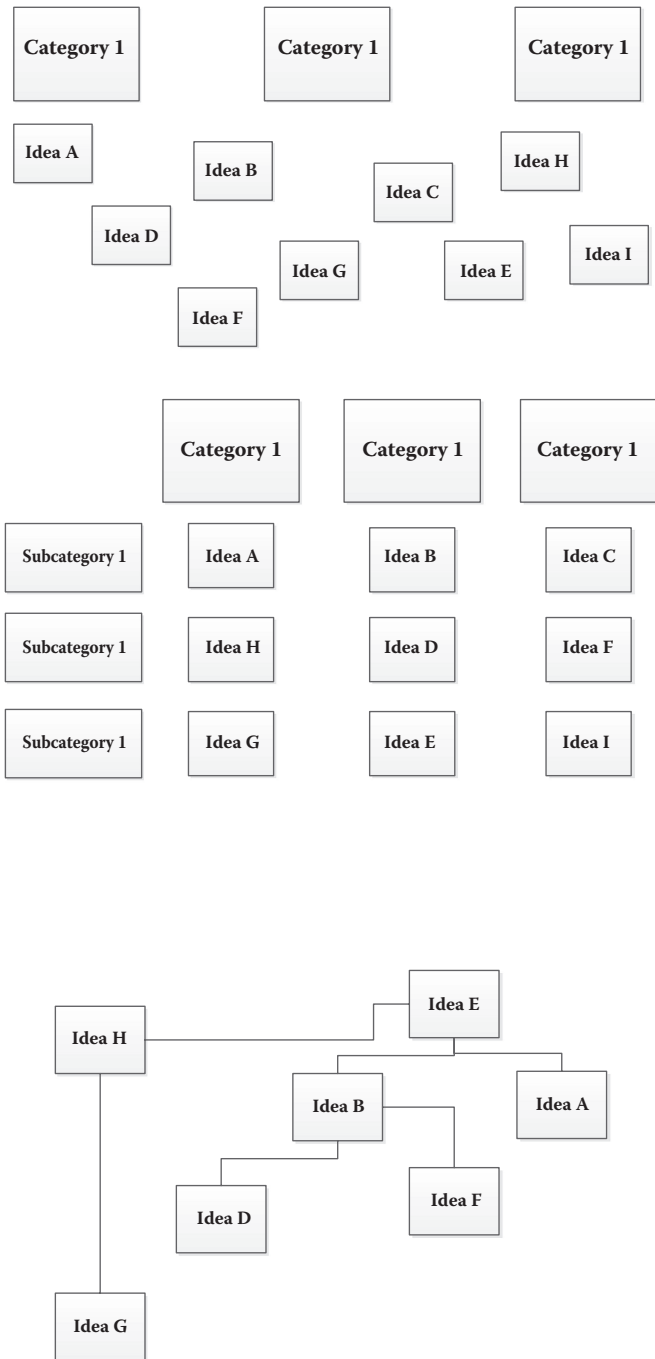 Category 1 Category 1 Category 1
Idea A
Idea B
Idea C
Idea H
Idea D
Idea G
Idea E
Idea I
Idea F
Category 1 Category 1 Category 1
Subcategory 1 Idea A Idea B Idea C
Subcategory 1 Idea H Idea D Idea F
Subcategory 1 Idea G Idea E Idea I
Idea E
Idea H
Idea B
Idea A
Idea D
Idea F
Idea G